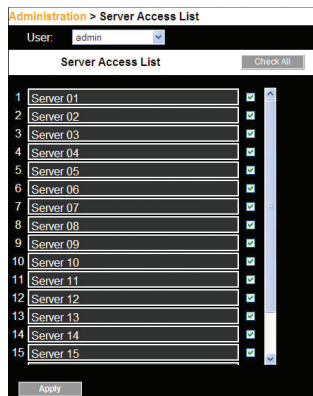 Administration > Server Access List
User: admin
Server Access List Check All
1 Server 01
2 Server 02
3 Server 03
4 Server 04
5 Server 05
6 Server 06
7 Server 07
8 Server 08
9 Server 09
10 Server 10
11 Server 11
12 Server 12
13 Server 13
14 Server 14
15 Server 15
Apply